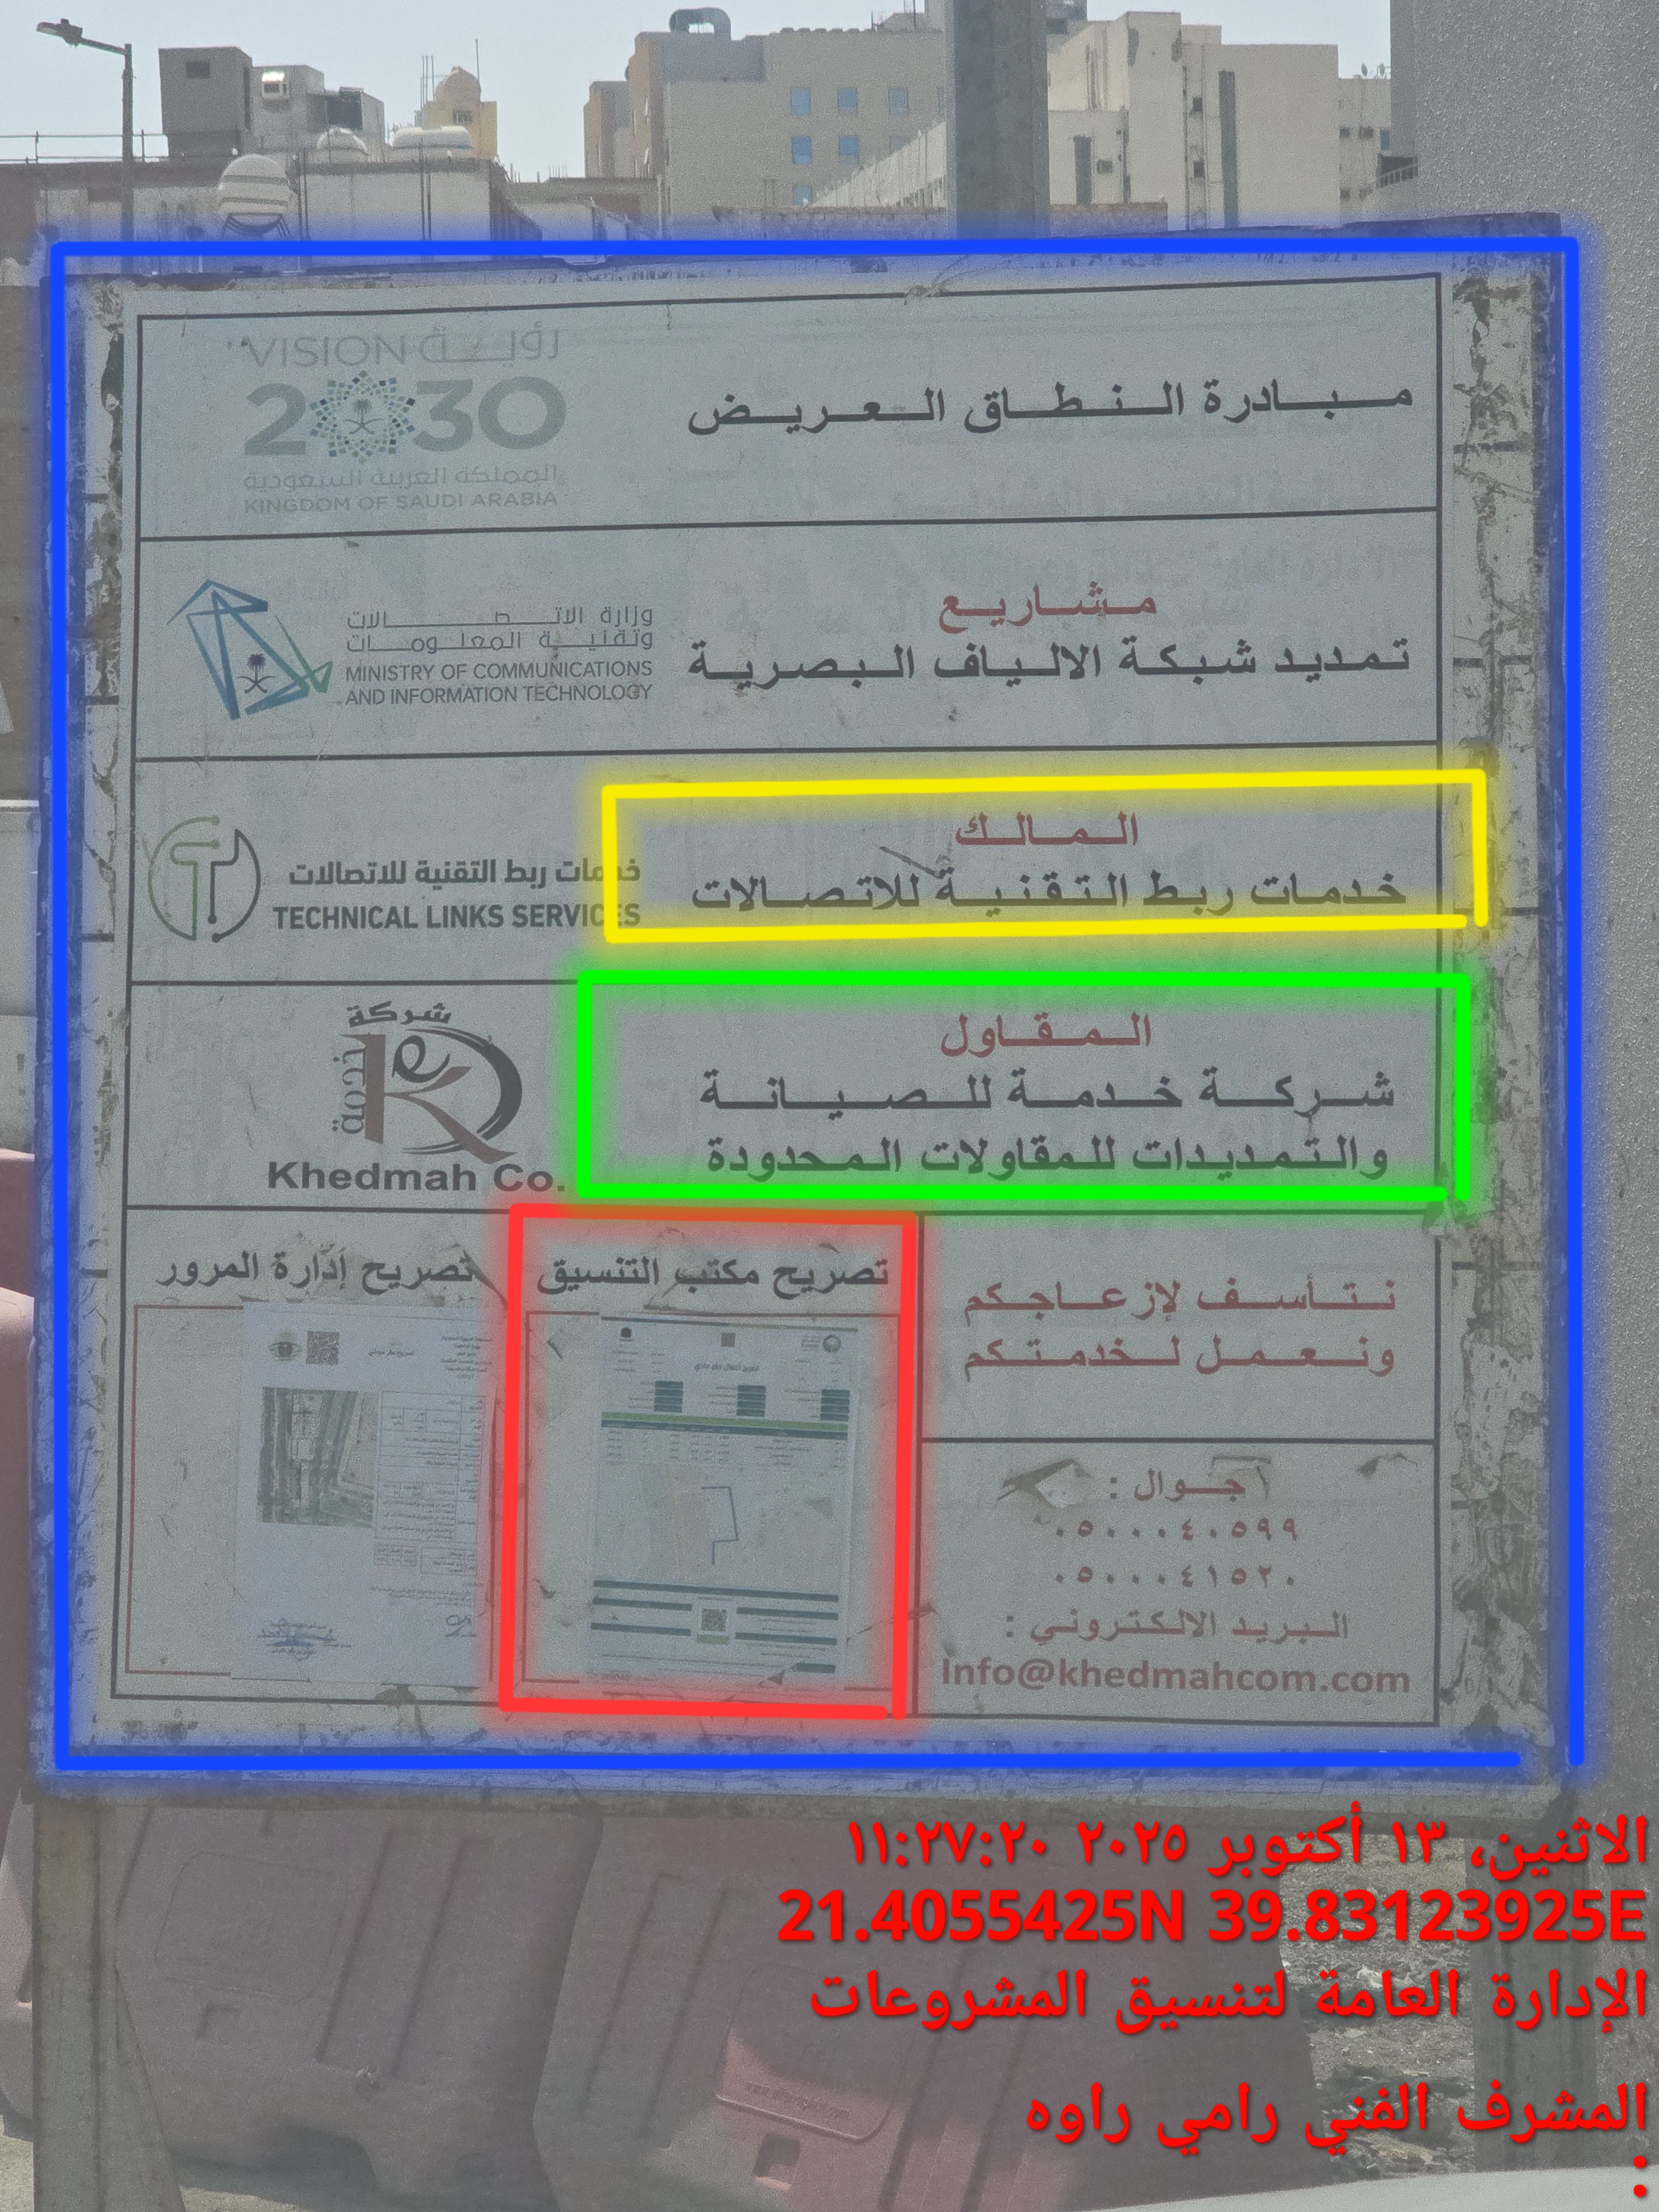 VISION رؤيــة
2030
المملكة العربية السعودية
KINGDOM OF SAUDI ARABIA
مبادرة النطاق العريض
وزارة الاتصالات
وتقنية المعلومات
MINISTRY OF COMMUNICATIONS
AND INFORMATION TECHNOLOGY
مشاريع
تمديد شبكة الالياف البصرية
خدمات ربط التقنية للاتصالات
TECHNICAL LINKS SERVICES
المالك
خدمات ربط التقنية للاتصالات
شركة
خدمة
Khedmah Co.
المقاول
شركة خدمة للصيانة
والتمديدات للمقاولات المحدودة
نتأسف لإزعاجكم
ونعمل لخدمتكم
تصريح مكتب التنسيق
تصريح إدارة المرور
جوال :
٠٥٠٠٠٤٠٥٩٩
٠٥٠٠٠٤١٥٢٠
البريد الالكتروني :
Info@khedmahcom.com
الاثنين، ١٣ أكتوبر ٢٠٢٥ ١١:٢٧:٢٠
21.4055425N 39.83123925E
الإدارة العامة لتنسيق المشروعات
المشرف الفني رامي راوه
: